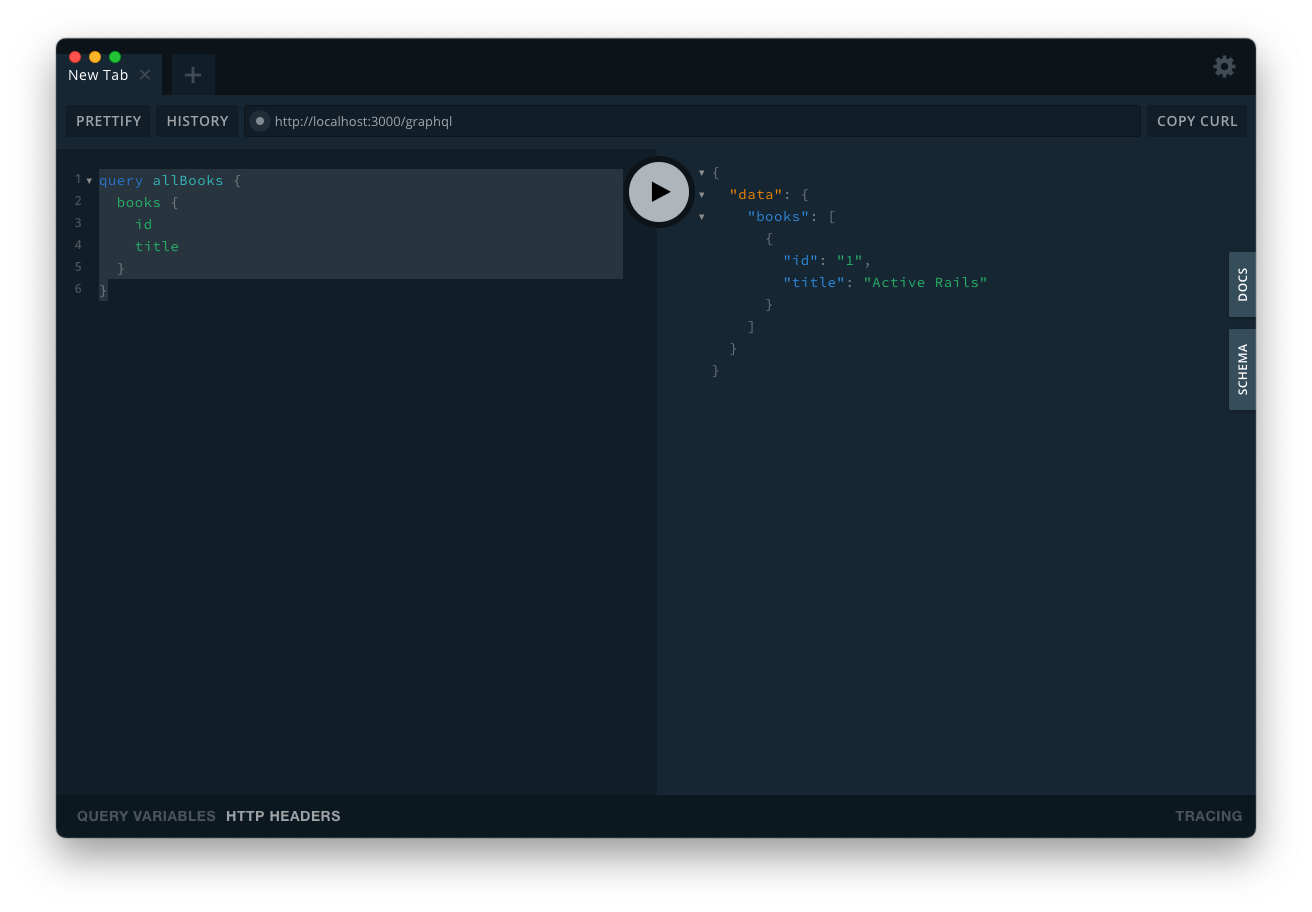 New Tab
PRETTIFY HISTORY http://localhost:3000/graphql COPY CURL
1 query allBooks {
2 books {
3 id
4 title
5 }
6 }
{
"data": {
"books": [
{
"id": "1",
"title": "Active Rails"
}
]
}
}
DOCS
SCHEMA
QUERY VARIABLES HTTP HEADERS TRACING